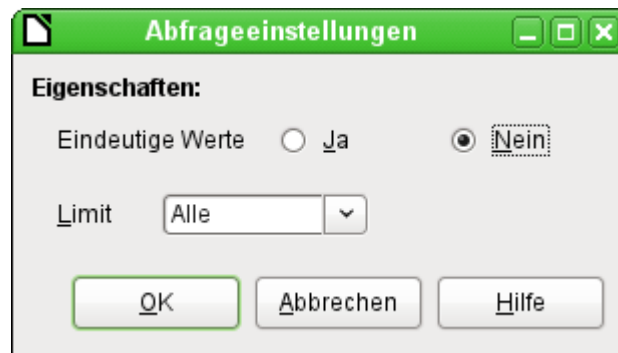 Abfrageeinstellungen
Eigenschaften:
Eindeutige Werte Ja Nein
Limit Alle
OK Abbrechen Hilfe